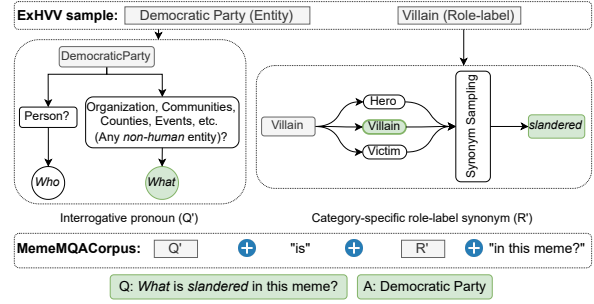 ExHVV sample: Democratic Party (Entity) Villain (Role-label)
DemocraticParty
Person?
Organization, Communities,
Counties, Events, etc.
(Any non-human entity)?
Who
What
Interrogative pronoun (Q')
Villain
Hero
Villain
Victim
Synonym Sampling
slandered
Category-specific role-label synonym (R')
MemeMQACorpus: Q' + "is" + R' + "in this meme?"
Q: What is slandered in this meme?
A: Democratic Party